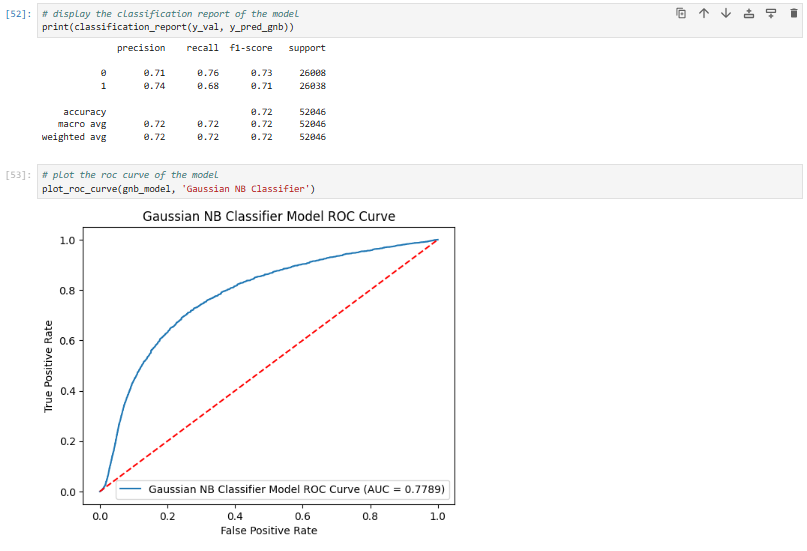 [52]: # display the classification report of the model
print(classification_report(y_val, y_pred_gnb))
precision recall f1-score support
0 0.71 0.76 0.73 26008
1 0.74 0.68 0.71 26038
accuracy 0.72 52046
macro avg 0.72 0.72 0.72 52046
weighted avg 0.72 0.72 0.72 52046
[53]: # plot the roc curve of the model
plot_roc_curve(gnb_model, 'Gaussian NB Classifier')
Gaussian NB Classifier Model ROC Curve
1.0
0.8
0.6
0.4
0.2
0.0
True Positive Rate
Gaussian NB Classifier Model ROC Curve (AUC = 0.7789)
0.0 0.2 0.4 0.6 0.8 1.0
False Positive Rate